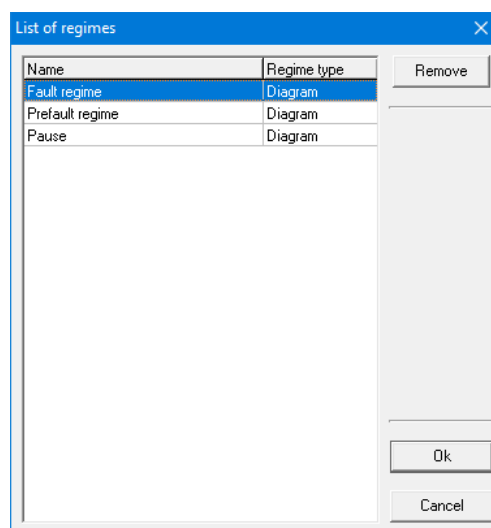 List of regimes
Name Regime type Remove
Fault regime Diagram
Prefault regime Diagram
Pause Diagram
Ok
Cancel